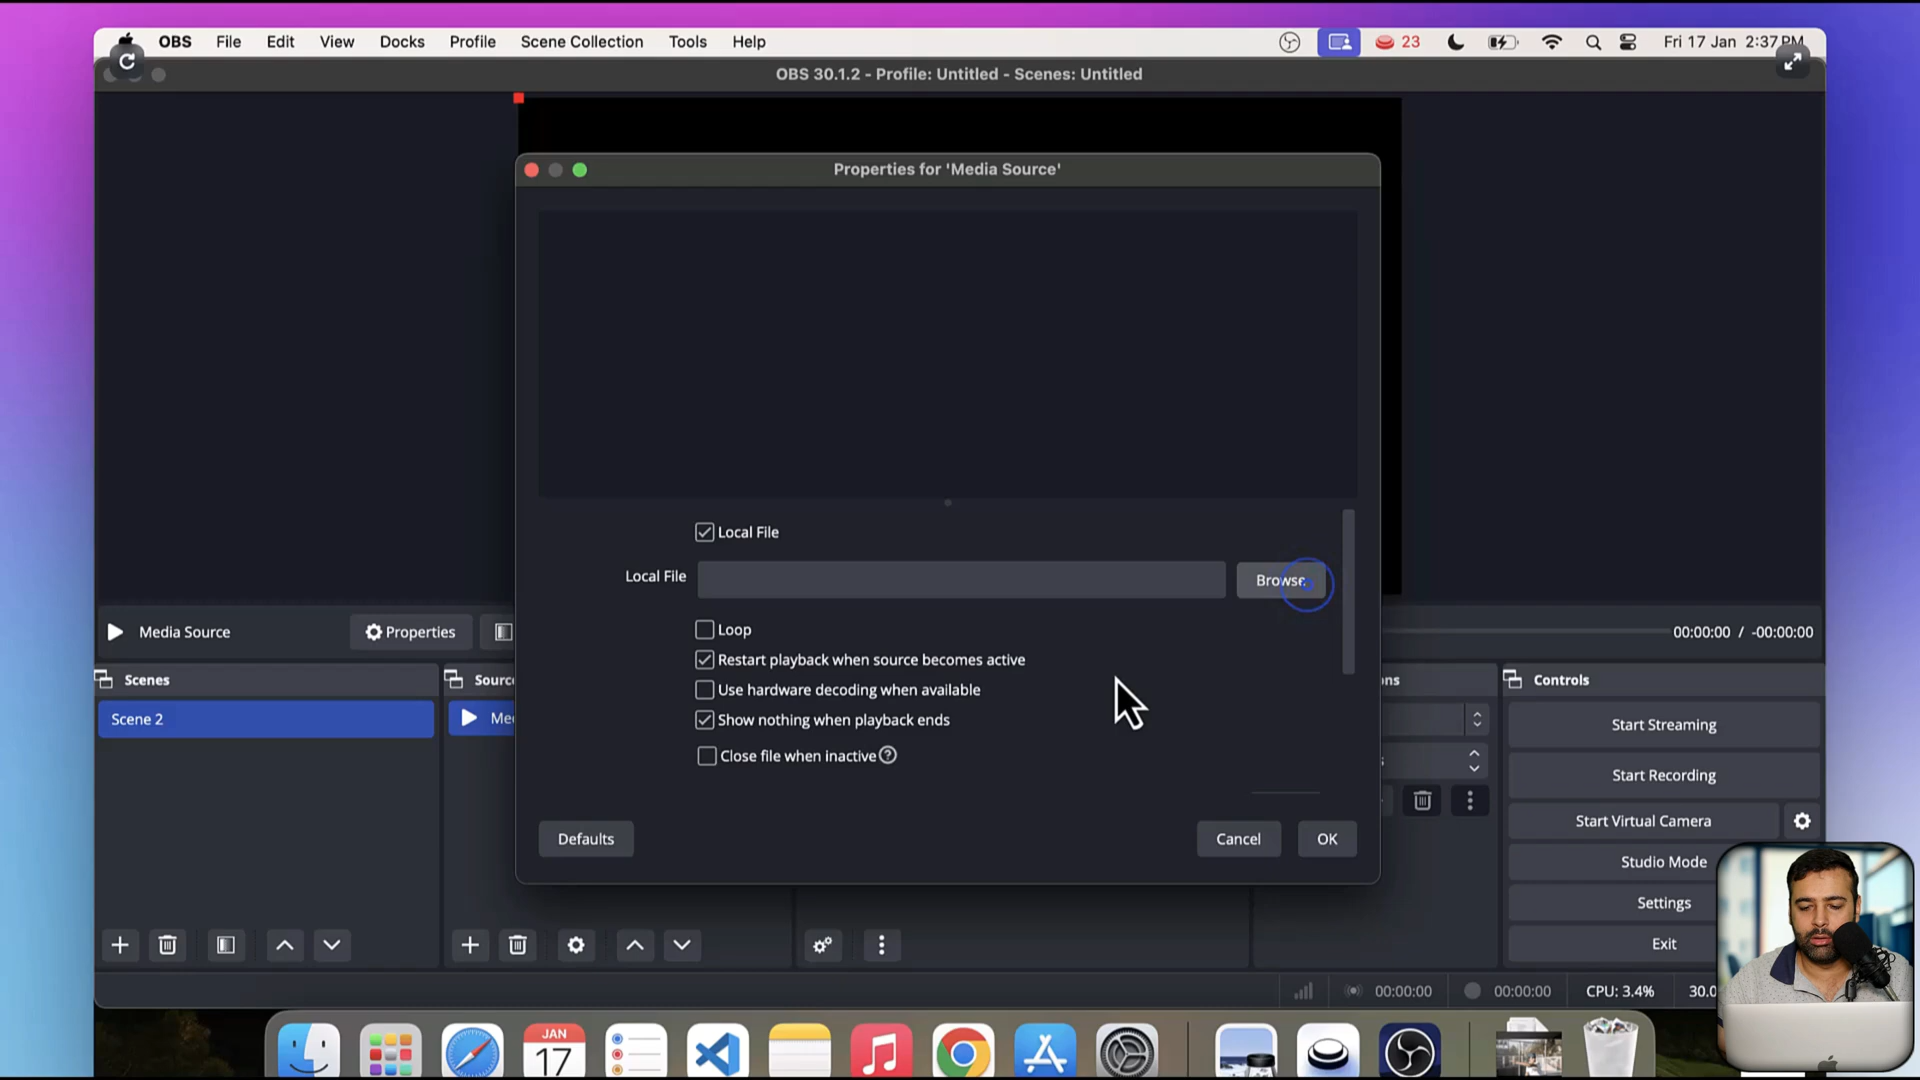 OBS File Edit View Docks Profile Scene Collection Tools Help 23 Fri 17 Jan 2:37 PM
OBS 30.1.2 - Profile: Untitled - Scenes: Untitled
Properties for 'Media Source'
Local File
Local File Browse
Loop
Restart playback when source becomes active
Use hardware decoding when available
Show nothing when playback ends
Close file when inactive ?
Defaults Cancel OK
Media Source Properties 00:00:00 / -00:00:00
Scenes
Scene 2
Controls
Start Streaming
Start Recording
Start Virtual Camera
Studio Mode
Settings
Exit
00:00:00 00:00:00 CPU: 3.4% 30.0
JAN
17